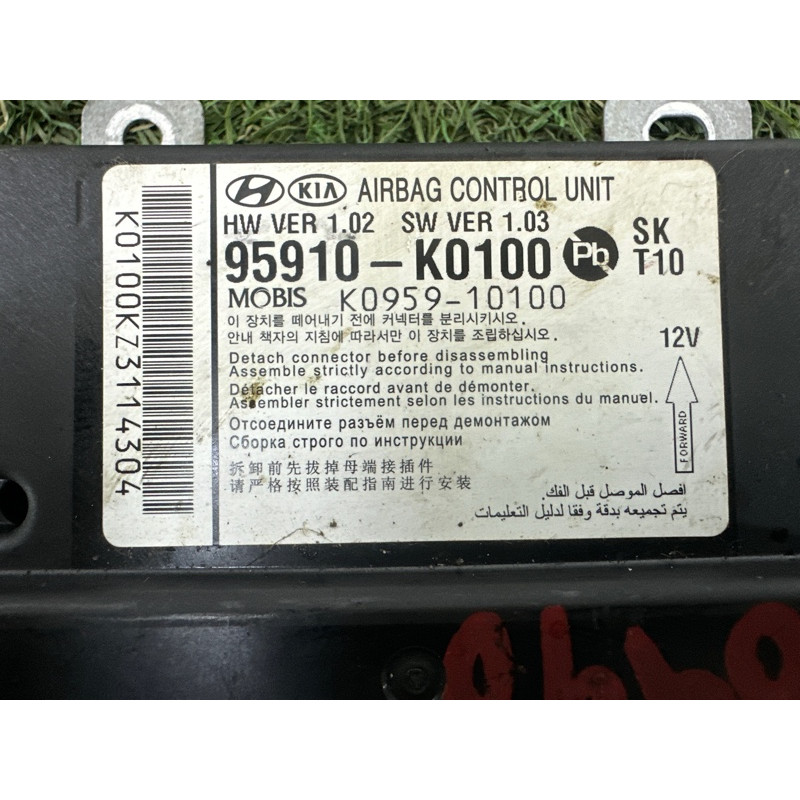 K0100KZ31114304
KIA AIRBAG CONTROL UNIT
HW VER 1.02 SW VER 1.03
95910-K0100 Pb SK
T10
MOBIS K0959-10100
이 장치를 떼어내기 전에 커넥터를 분리시키시오.
안내 책자의 지침에 따라서만 이 장치를 조립하십시오.
12V
Detach connector before disassembling
Assemble strictly according to manual instructions.
Détacher le raccord avant de démonter.
Assembler strictement selon les instructions du manuel.
FORWARD
Отсоедините разъём перед демонтажом
Сборка строго по инструкции
拆卸前先拔掉母端接插件
请严格按照装配指南进行安装
افصل الموصل قبل الفك.
يتم تجميعه بدقة وفقا لدليل التعليمات